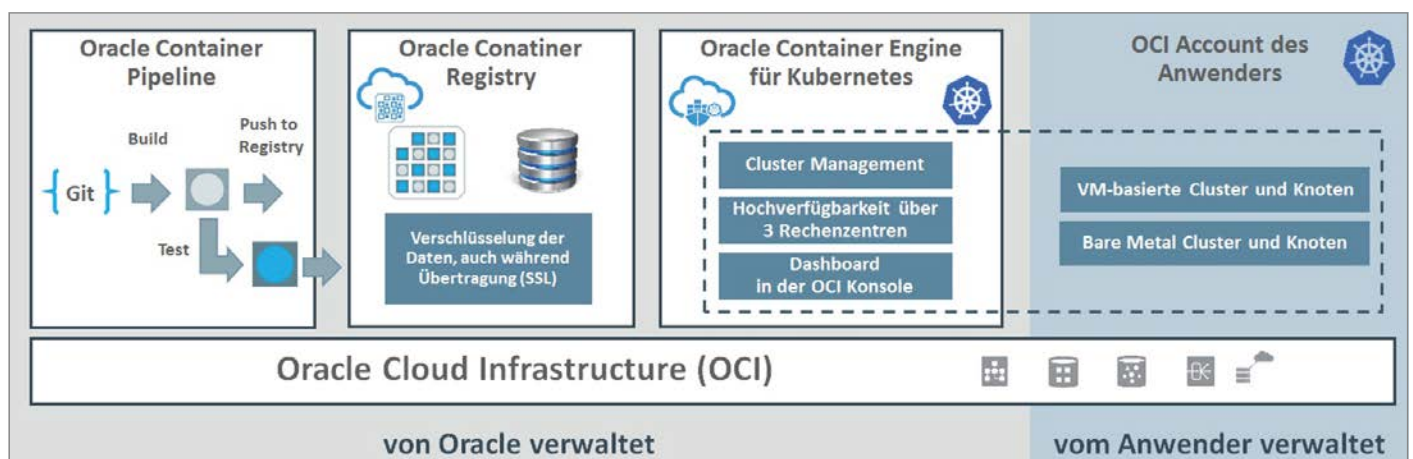 Oracle Container
Pipeline
Build
Push to
Registry
{ Git }
Test
Oracle Conatiner
Registry
Verschlüsselung der
Daten, auch während
Übertragung (SSL)
Oracle Container Engine
für Kubernetes
Cluster Management
Hochverfügbarkeit über
3 Rechenzentren
Dashboard
in der OCI Konsole
OCI Account des
Anwenders
VM-basierte Cluster und Knoten
Bare Metal Cluster und Knoten
Oracle Cloud Infrastructure (OCI)
von Oracle verwaltet
vom Anwender verwaltet